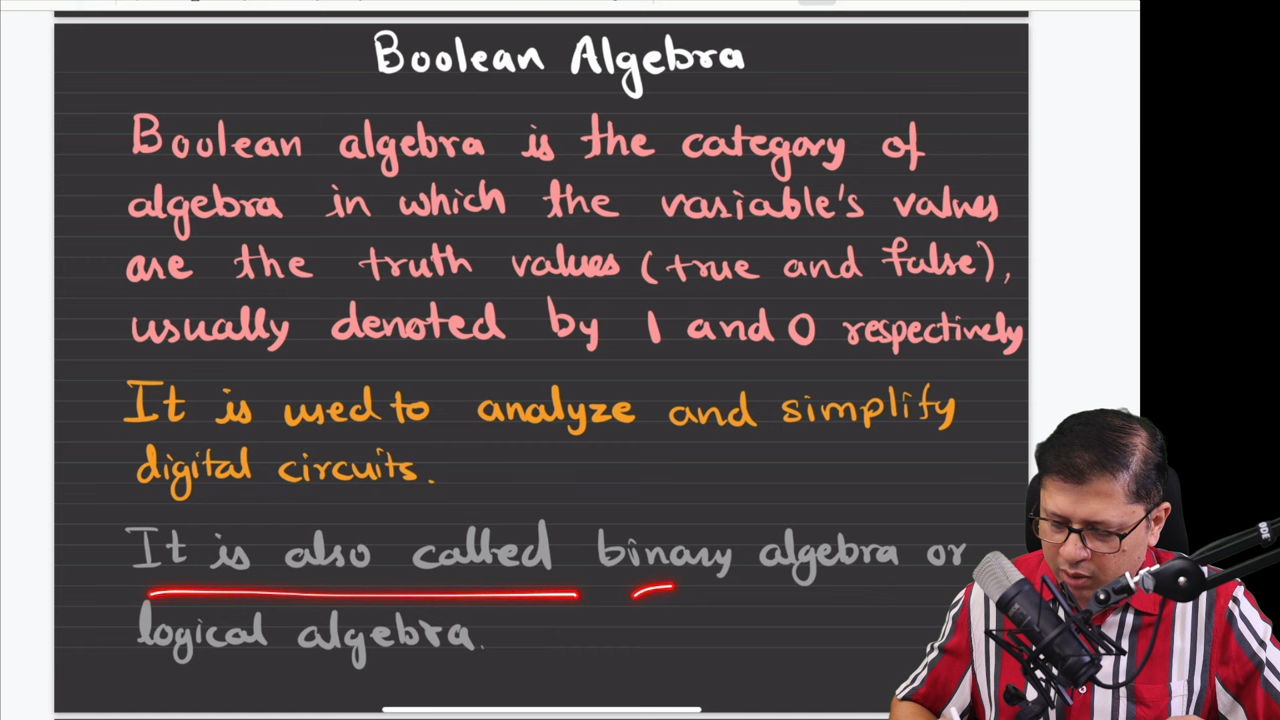 Boolean Algebra
Boolean algebra is the category of
algebra in which the variable's values
are the truth values (true and false),
usually denoted by 1 and 0 respectively
It is used to analyze and simplify
digital circuits.
It is also called binary algebra or
logical algebra.